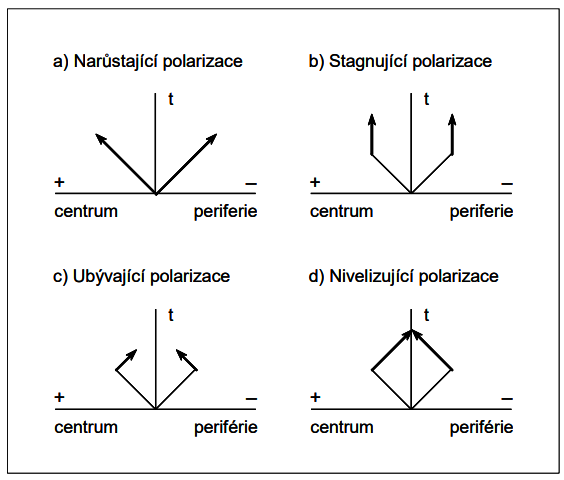 a) Narůstající polarizace
t
+ –
centrum periferie
b) Stagnující polarizace
t
+ –
centrum periferie
c) Ubývající polarizace
t
+ –
centrum periférie
d) Nivelizující polarizace
t
+ –
centrum periférie